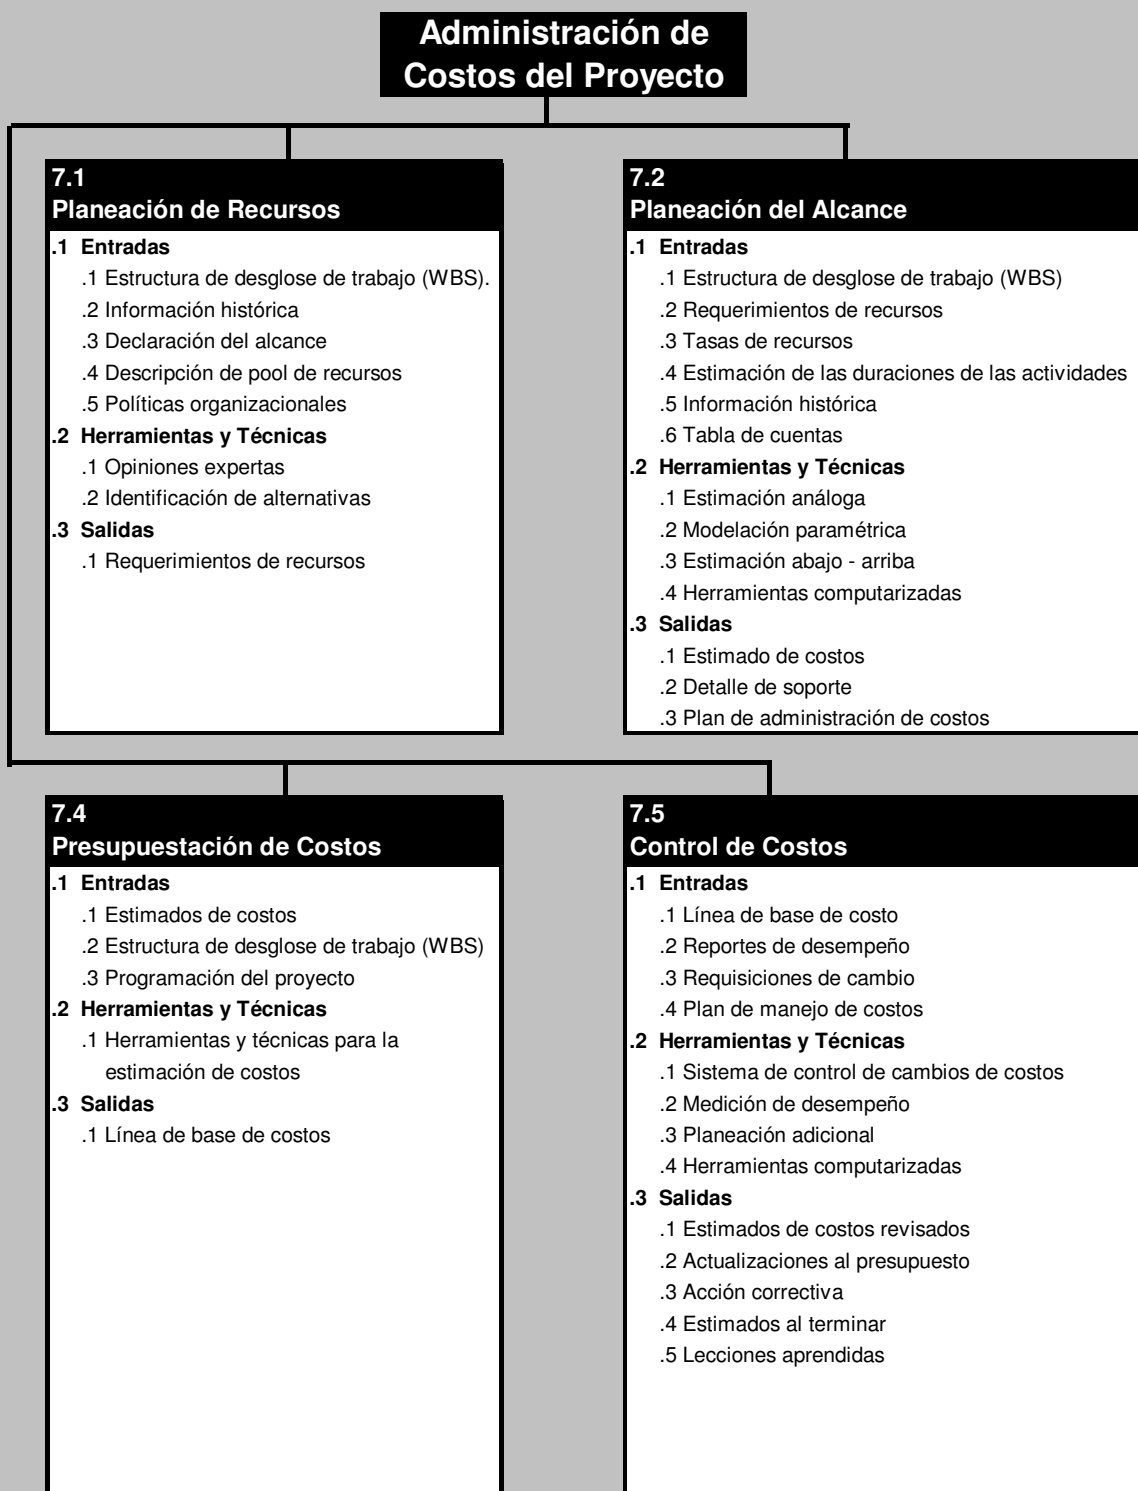 Administración de
Costos del Proyecto
7.1
Planeación de Recursos
.1 Entradas
.1 Estructura de desglose de trabajo (WBS).
.2 Información histórica
.3 Declaración del alcance
.4 Descripción de pool de recursos
.5 Políticas organizacionales
.2 Herramientas y Técnicas
.1 Opiniones expertas
.2 Identificación de alternativas
.3 Salidas
.1 Requerimientos de recursos
7.2
Planeación del Alcance
.1 Entradas
.1 Estructura de desglose de trabajo (WBS)
.2 Requerimientos de recursos
.3 Tasas de recursos
.4 Estimación de las duraciones de las actividades
.5 Información histórica
.6 Tabla de cuentas
.2 Herramientas y Técnicas
.1 Estimación análoga
.2 Modelación paramétrica
.3 Estimación abajo - arriba
.4 Herramientas computarizadas
.3 Salidas
.1 Estimado de costos
.2 Detalle de soporte
.3 Plan de administración de costos
7.4
Presupuestación de Costos
.1 Entradas
.1 Estimados de costos
.2 Estructura de desglose de trabajo (WBS)
.3 Programación del proyecto
.2 Herramientas y Técnicas
.1 Herramientas y técnicas para la
estimación de costos
.3 Salidas
.1 Línea de base de costos
7.5
Control de Costos
.1 Entradas
.1 Línea de base de costo
.2 Reportes de desempeño
.3 Requisiciones de cambio
.4 Plan de manejo de costos
.2 Herramientas y Técnicas
.1 Sistema de control de cambios de costos
.2 Medición de desempeño
.3 Planeación adicional
.4 Herramientas computarizadas
.3 Salidas
.1 Estimados de costos revisados
.2 Actualizaciones al presupuesto
.3 Acción correctiva
.4 Estimados al terminar
.5 Lecciones aprendidas